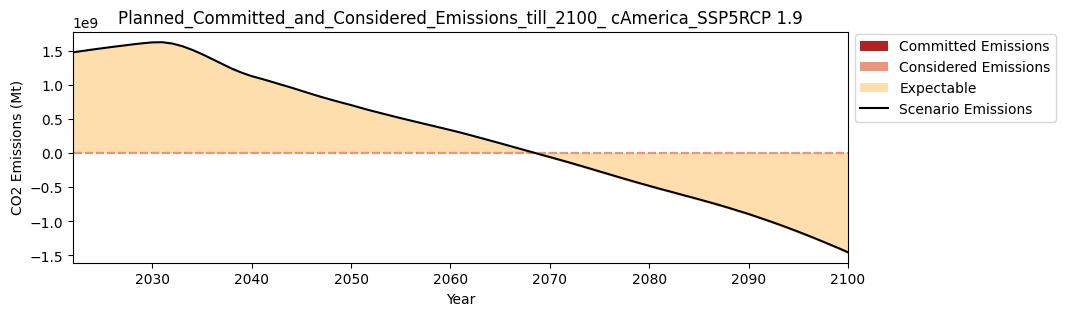 Planned_Committed_and_Considered_Emissions_till_2100_ cAmerica_SSP5RCP 1.9
1e9
1.5
1.0
0.5
0.0
−0.5
−1.0
−1.5
CO2 Emissions (Mt)
2030 2040 2050 2060 2070 2080 2090 2100
Year
Committed Emissions
Considered Emissions
Expectable
Scenario Emissions